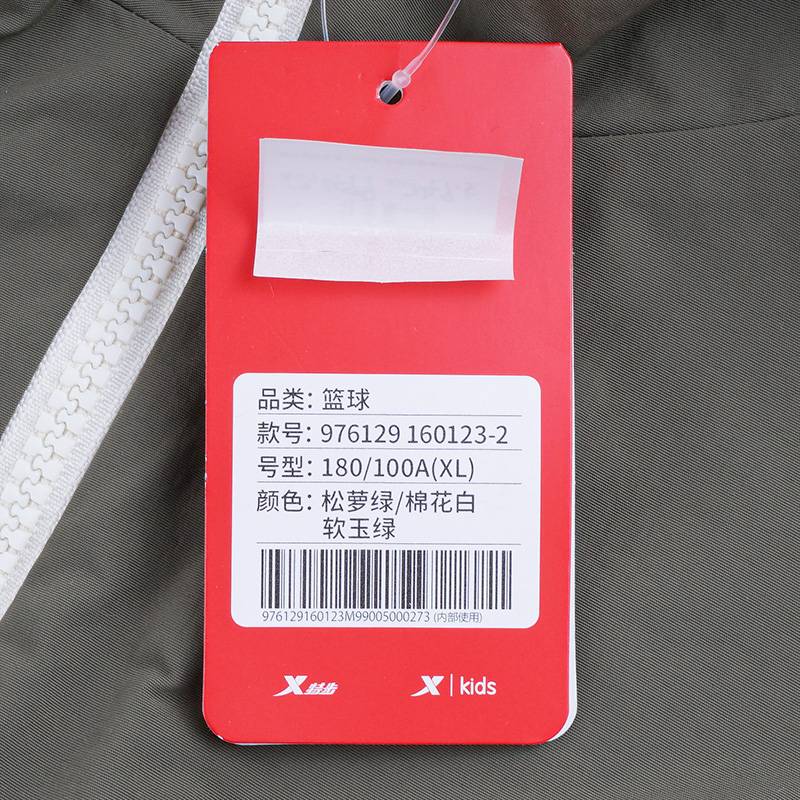 品类: 篮球
款号: 976129 160123-2
号型: 180/100A(XL)
颜色: 松萝绿/棉花白
软玉绿
976129160123M99005000273 (内部使用)
X 特步
X | kids